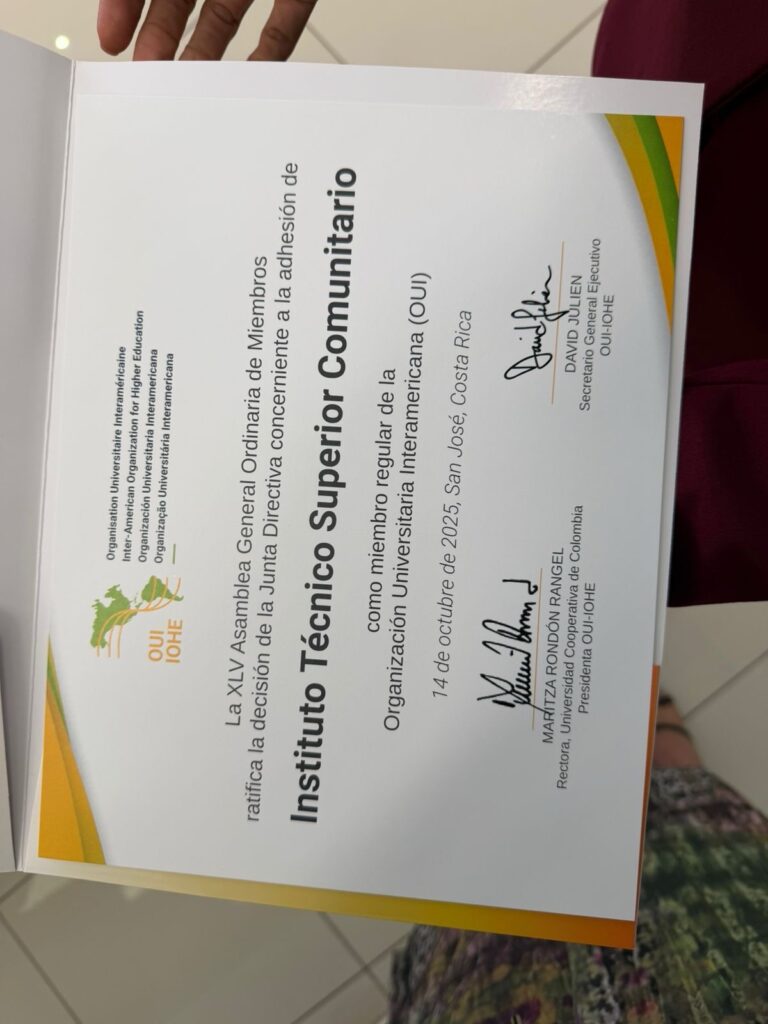 OUI
IOHE
Organisation Universitaire Interaméricaine
Inter-American Organization for Higher Education
Organización Universitaria Interamericana
Organização Universitária Interamericana
La XLV Asamblea General Ordinaria de Miembros
ratifica la decisión de la Junta Directiva concerniente a la adhesión de
Instituto Técnico Superior Comunitario
como miembro regular de la
Organización Universitaria Interamericana (OUI)
14 de octubre de 2025, San José, Costa Rica
MARITZA RONDÓN RANGEL
Rectora, Universidad Cooperativa de Colombia
Presidenta OUI-IOHE
David Julien
DAVID JULIEN
Secretario General Ejecutivo
OUI-IOHE